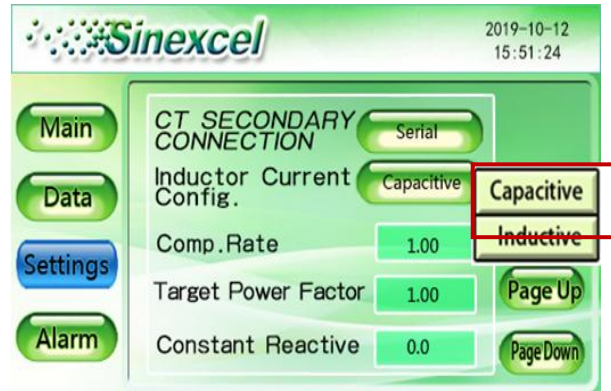 Sinexcel
2019-10-12
15:51:24
Main
Data
Settings
Alarm
CT SECONDARY
CONNECTION
Serial
Inductor Current
Config.
Capacitive
Capacitive
Inductive
Comp.Rate
1.00
Target Power Factor
1.00
Page Up
Constant Reactive
0.0
Page Down